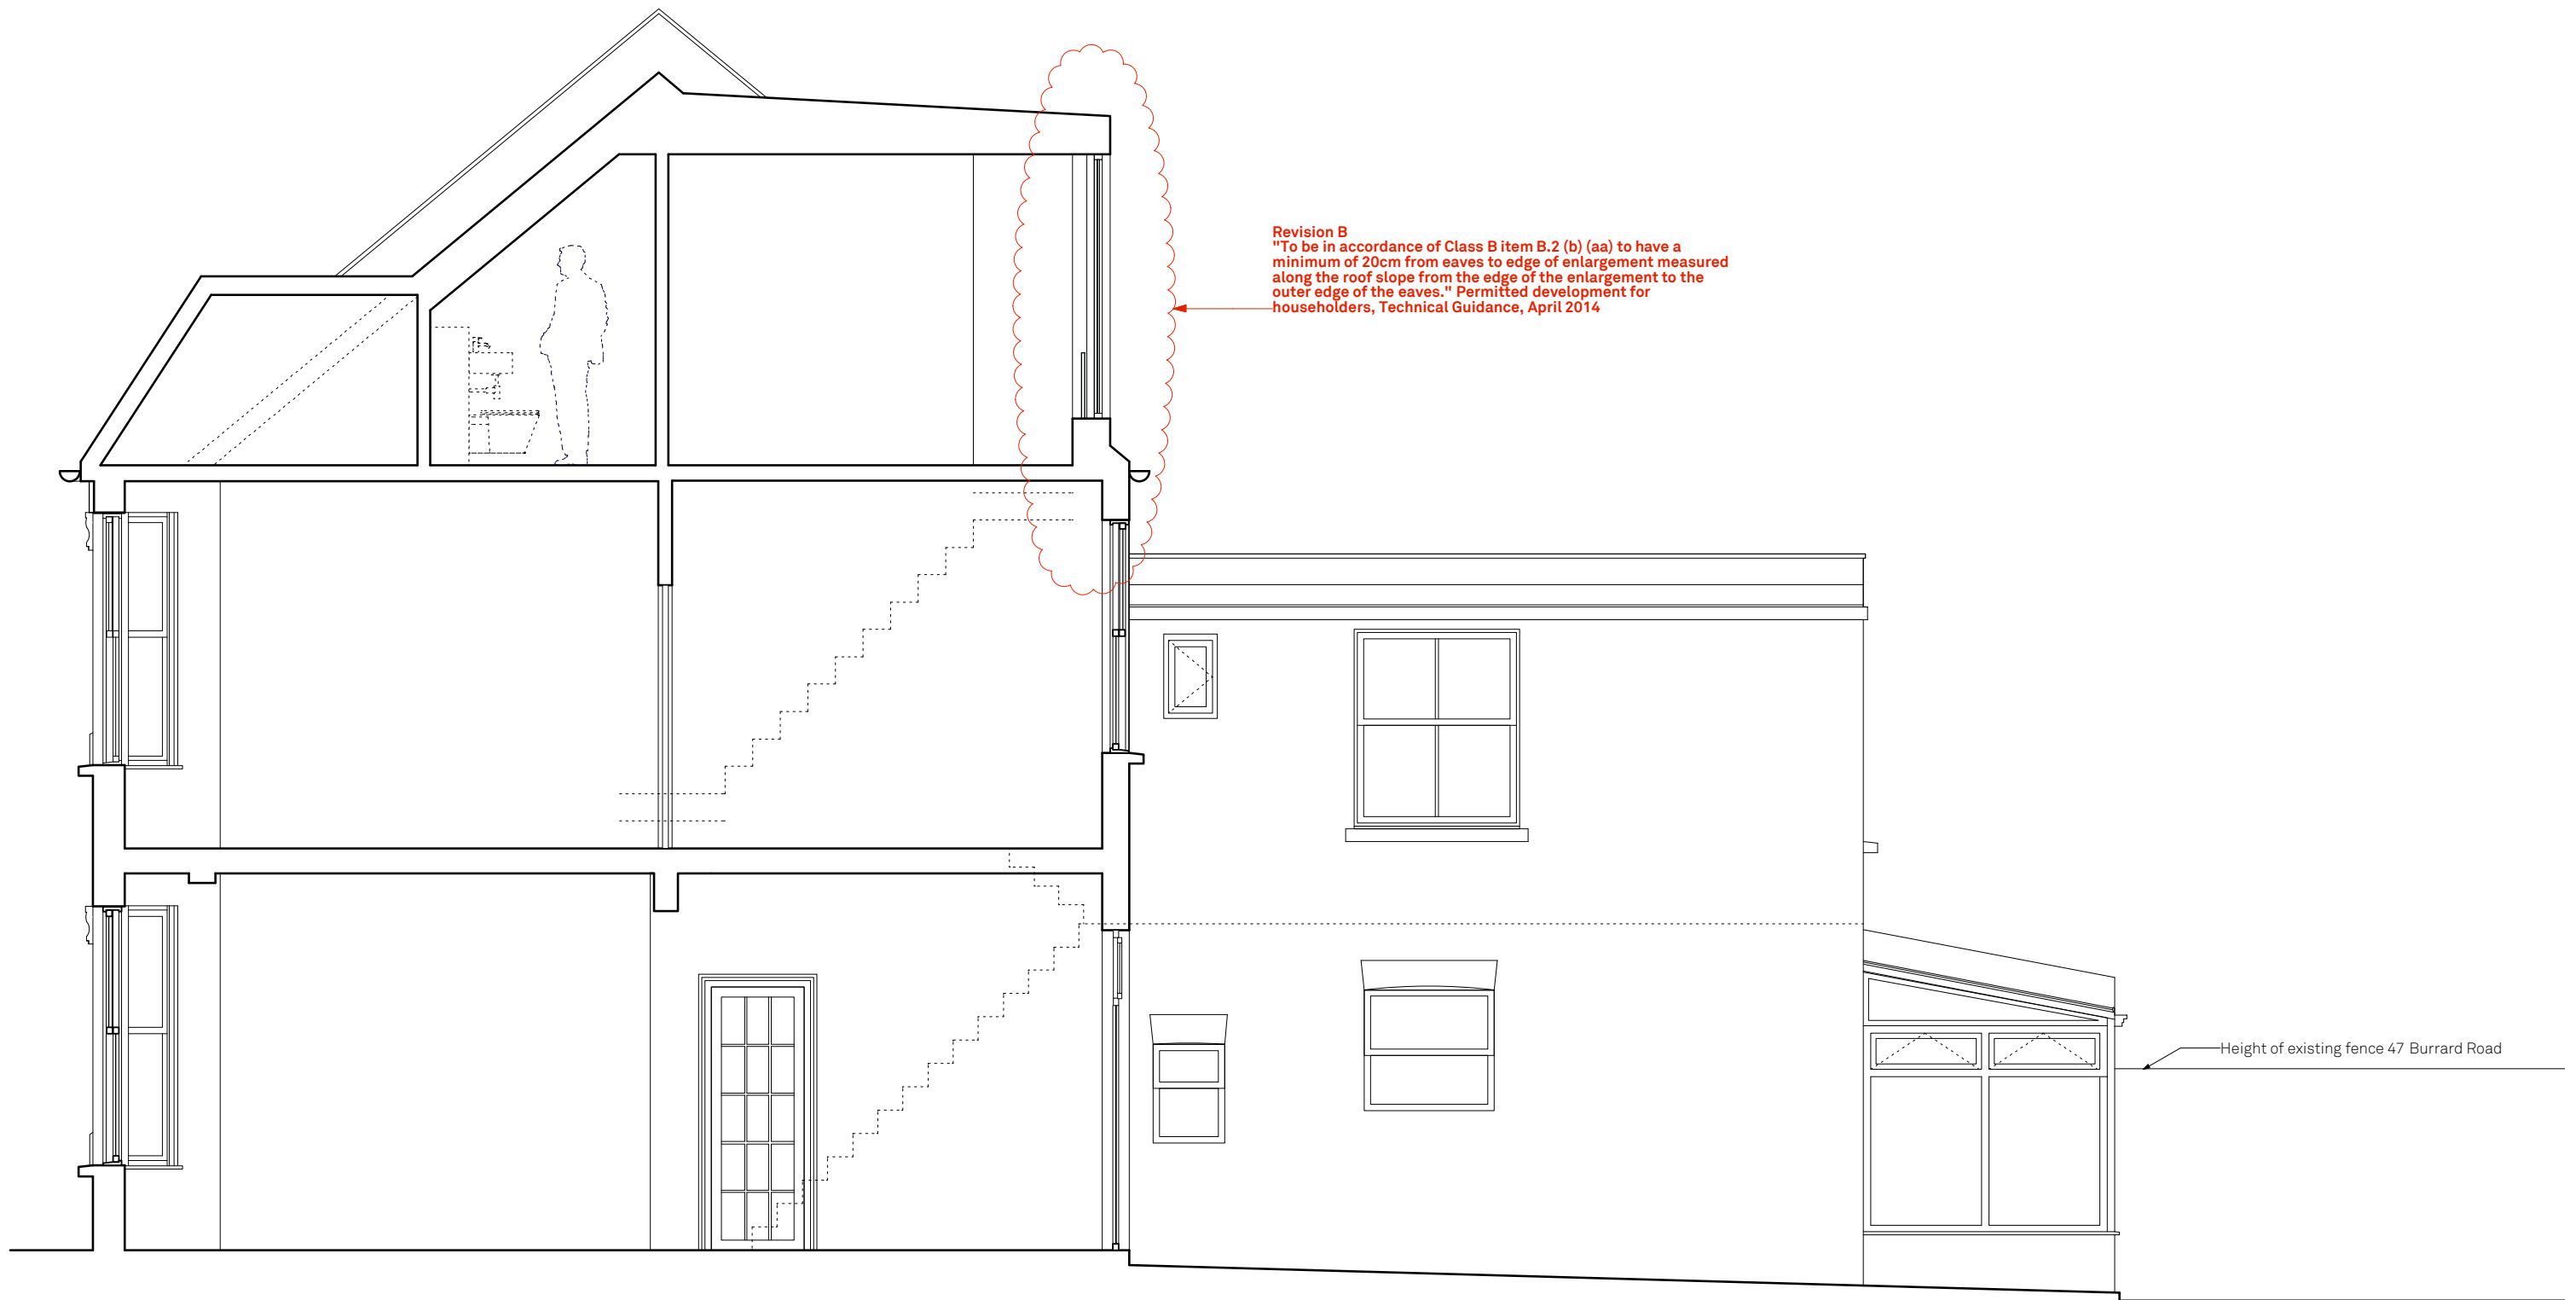 Revision B
"To be in accordance of Class B item B.2 (b) (aa) to have a
minimum of 20cm from eaves to edge of enlargement measured
along the roof slope from the edge of the enlargement to the
outer edge of the eaves." Permitted development for
householders, Technical Guidance, April 2014
Height of existing fence 47 Burrard Road